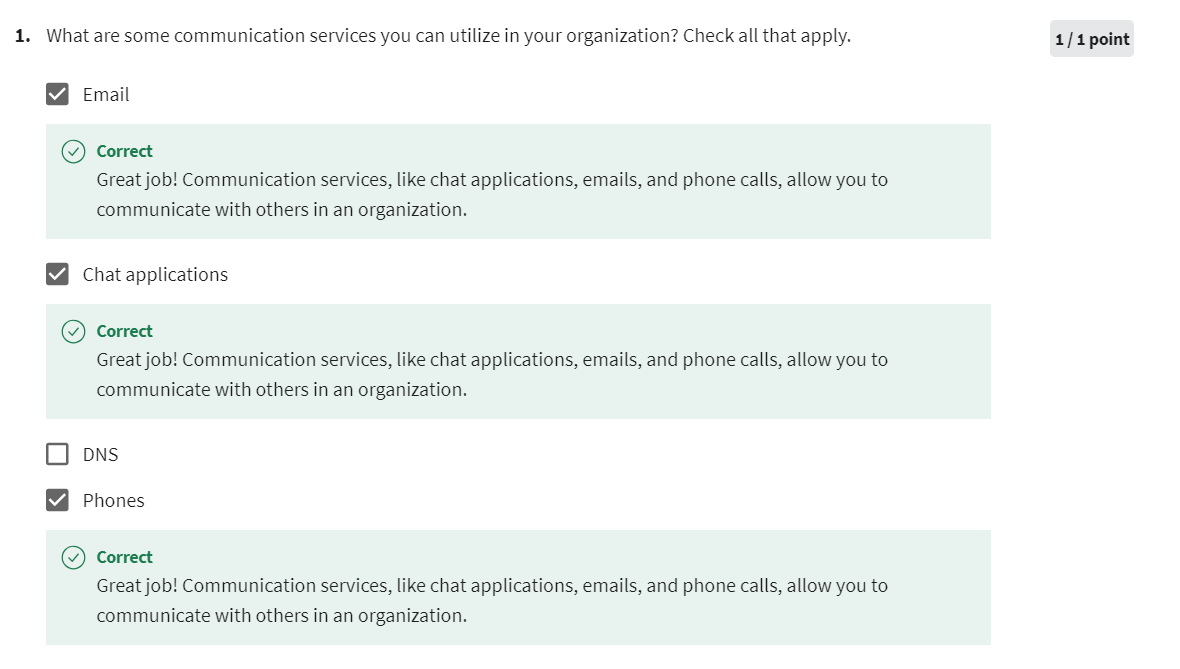 1. What are some communication services you can utilize in your organization? Check all that apply.
1 / 1 point
Email
Correct
Great job! Communication services, like chat applications, emails, and phone calls, allow you to
communicate with others in an organization.
Chat applications
Correct
Great job! Communication services, like chat applications, emails, and phone calls, allow you to
communicate with others in an organization.
DNS
Phones
Correct
Great job! Communication services, like chat applications, emails, and phone calls, allow you to
communicate with others in an organization.